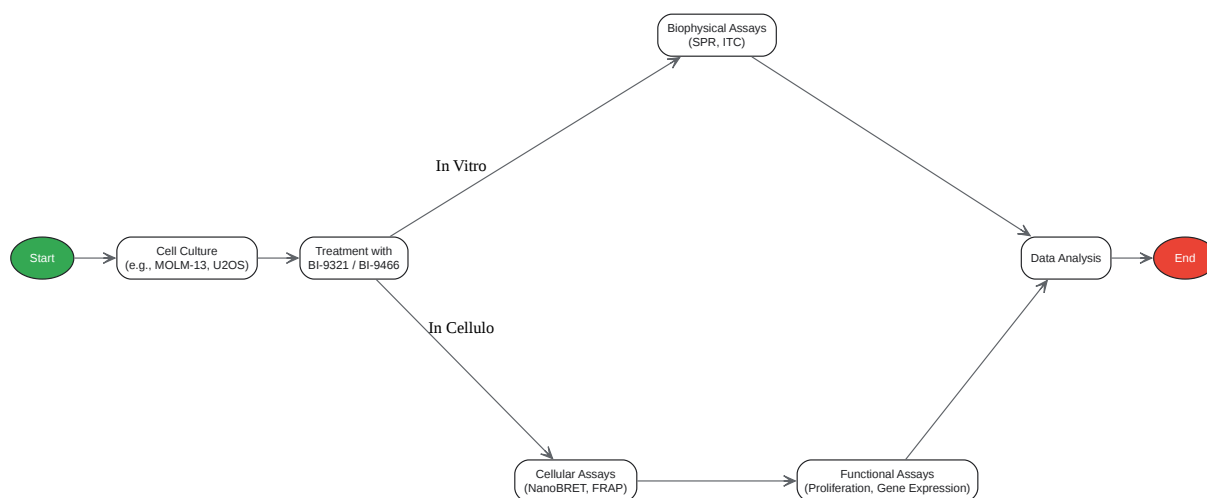 Biophysical Assays
(SPR, ITC)
In Vitro
Start
Cell Culture
(e.g., MOLM-13, U2OS)
Treatment with
BI-9321 / BI-9466
Data Analysis
End
In Cellulo
Cellular Assays
(NanoBRET, FRAP)
Functional Assays
(Proliferation, Gene Expression)